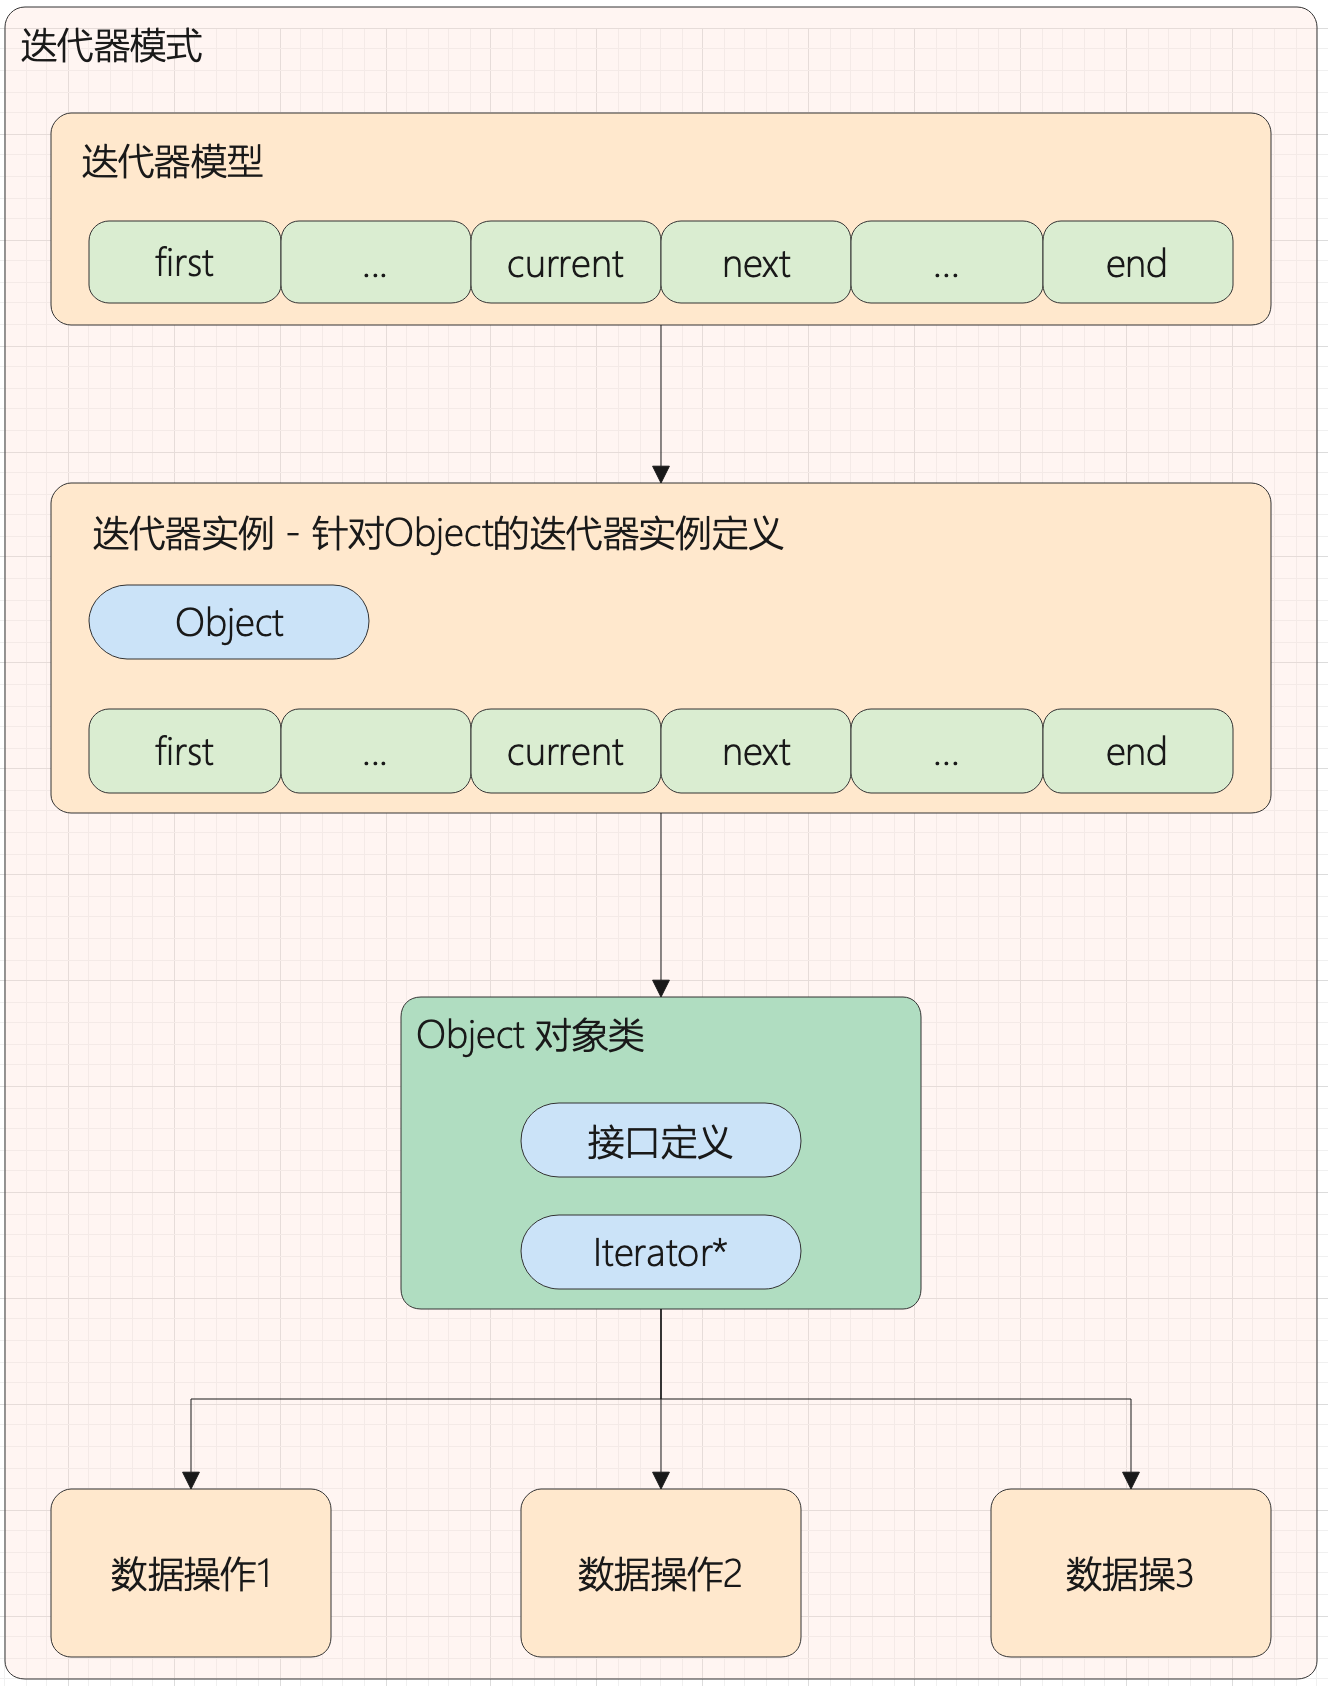 迭代器模式
迭代器模型
first ... current next ... end
迭代器实例 - 针对Object的迭代器实例定义
Object
first ... current next ... end
Object 对象类
接口定义
Iterator*
数据操作1 数据操作2 数据操3